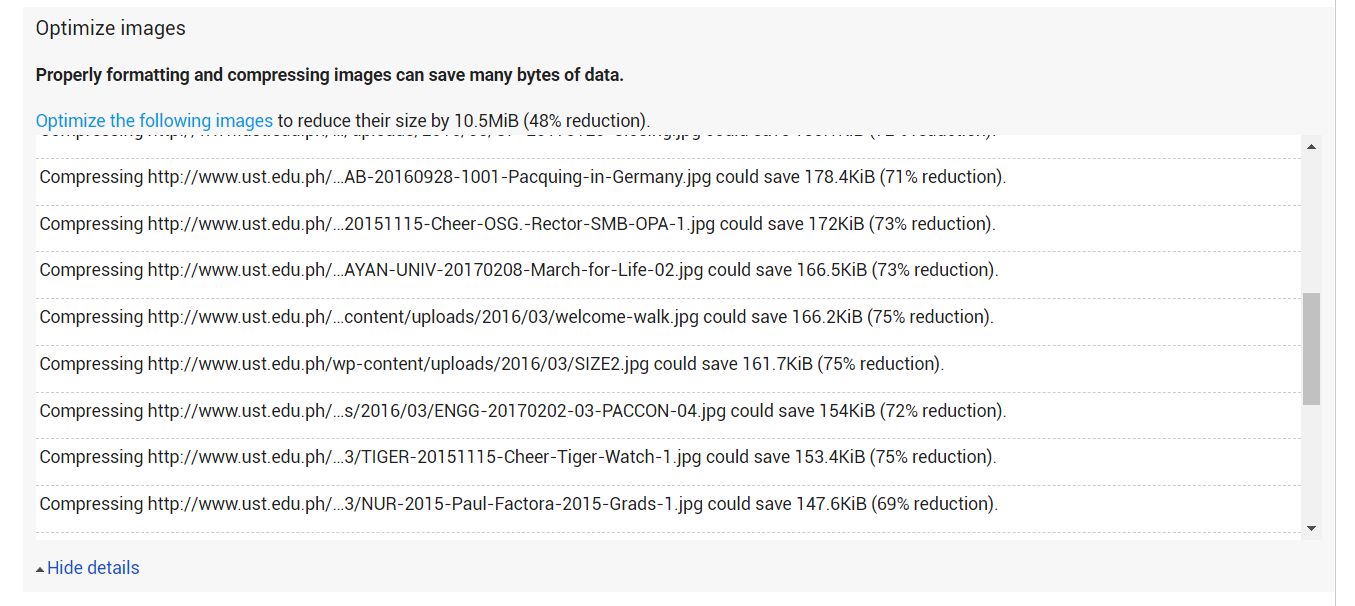 Optimize images
Properly formatting and compressing images can save many bytes of data.
Optimize the following images to reduce their size by 10.5MiB (48% reduction).
Compressing http://www.ust.edu.ph/…AB-20160928-1001-Pacquing-in-Germany.jpg could save 178.4KiB (71% reduction).
Compressing http://www.ust.edu.ph/…20151115-Cheer-OSG.-Rector-SMB-OPA-1.jpg could save 172KiB (73% reduction).
Compressing http://www.ust.edu.ph/…AYAN-UNIV-20170208-March-for-Life-02.jpg could save 166.5KiB (73% reduction).
Compressing http://www.ust.edu.ph/…content/uploads/2016/03/welcome-walk.jpg could save 166.2KiB (75% reduction).
Compressing http://www.ust.edu.ph/wp-content/uploads/2016/03/SIZE2.jpg could save 161.7KiB (75% reduction).
Compressing http://www.ust.edu.ph/…s/2016/03/ENGG-20170202-03-PACCON-04.jpg could save 154KiB (72% reduction).
Compressing http://www.ust.edu.ph/…3/TIGER-20151115-Cheer-Tiger-Watch-1.jpg could save 153.4KiB (75% reduction).
Compressing http://www.ust.edu.ph/…3/NUR-2015-Paul-Factora-2015-Grads-1.jpg could save 147.6KiB (69% reduction).
Hide details